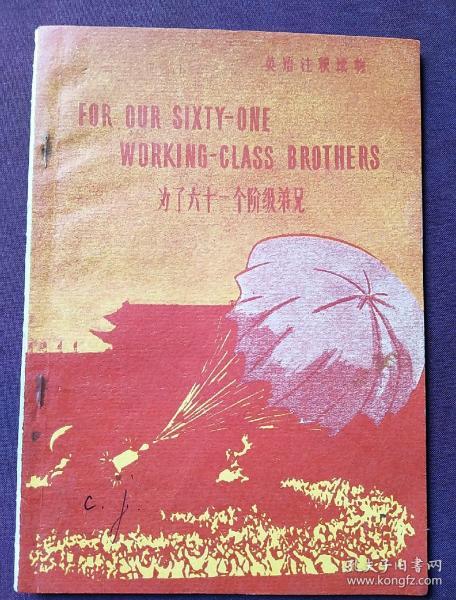 英语注释读物
FOR OUR SIXTY-ONE
WORKING-CLASS BROTHERS
为了六十一个阶级弟兄
c. j.
孔夫子旧书网
www.kongfz.com